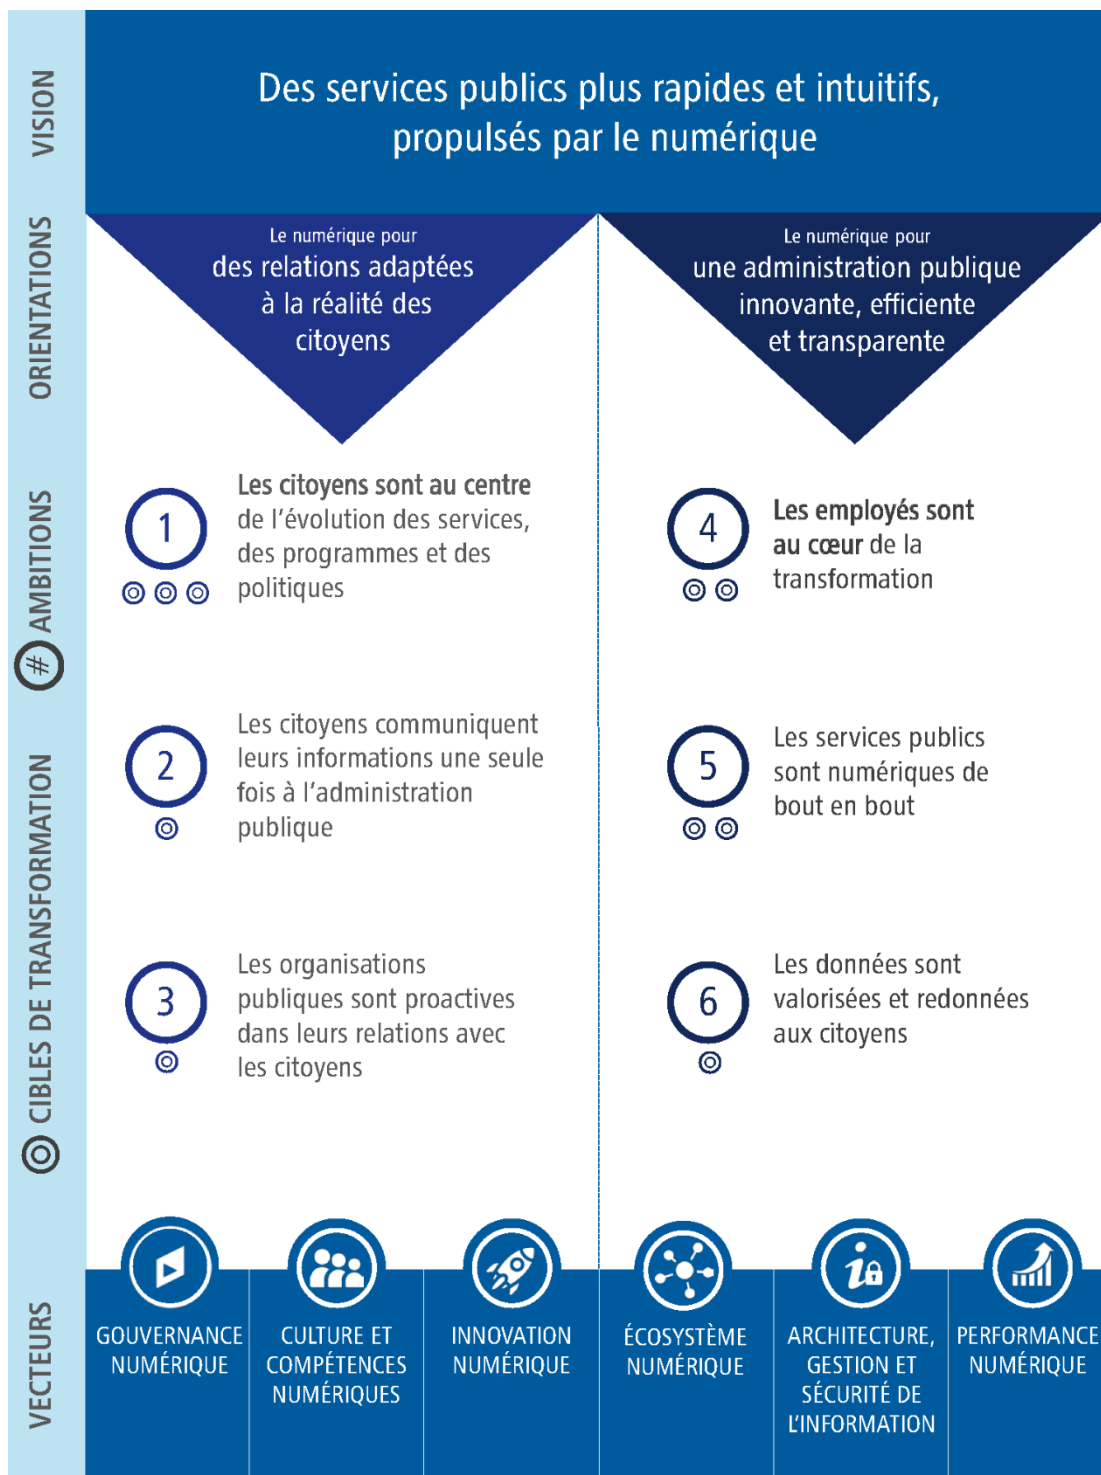 VISION
Des services publics plus rapides et intuitifs,
propulsés par le numérique
ORIENTATIONS
Le numérique pour
des relations adaptées
à la réalité des
citoyens
Le numérique pour
une administration publique
innovante, efficiente
et transparente
# AMBITIONS
CIBLES DE TRANSFORMATION
1
Les citoyens sont au centre
de l'évolution des services,
des programmes et des
politiques
2
Les citoyens communiquent
leurs informations une seule
fois à l'administration
publique
3
Les organisations
publiques sont proactives
dans leurs relations avec
les citoyens
4
Les employés sont
au cœur de la
transformation
5
Les services publics
sont numériques de
bout en bout
6
Les données sont
valorisées et redonnées
aux citoyens
VECTEURS
GOUVERNANCE
NUMÉRIQUE
CULTURE ET
COMPÉTENCES
NUMÉRIQUES
INNOVATION
NUMÉRIQUE
ÉCOSYSTÈME
NUMÉRIQUE
ARCHITECTURE,
GESTION ET
SÉCURITÉ DE
L'INFORMATION
PERFORMANCE
NUMÉRIQUE